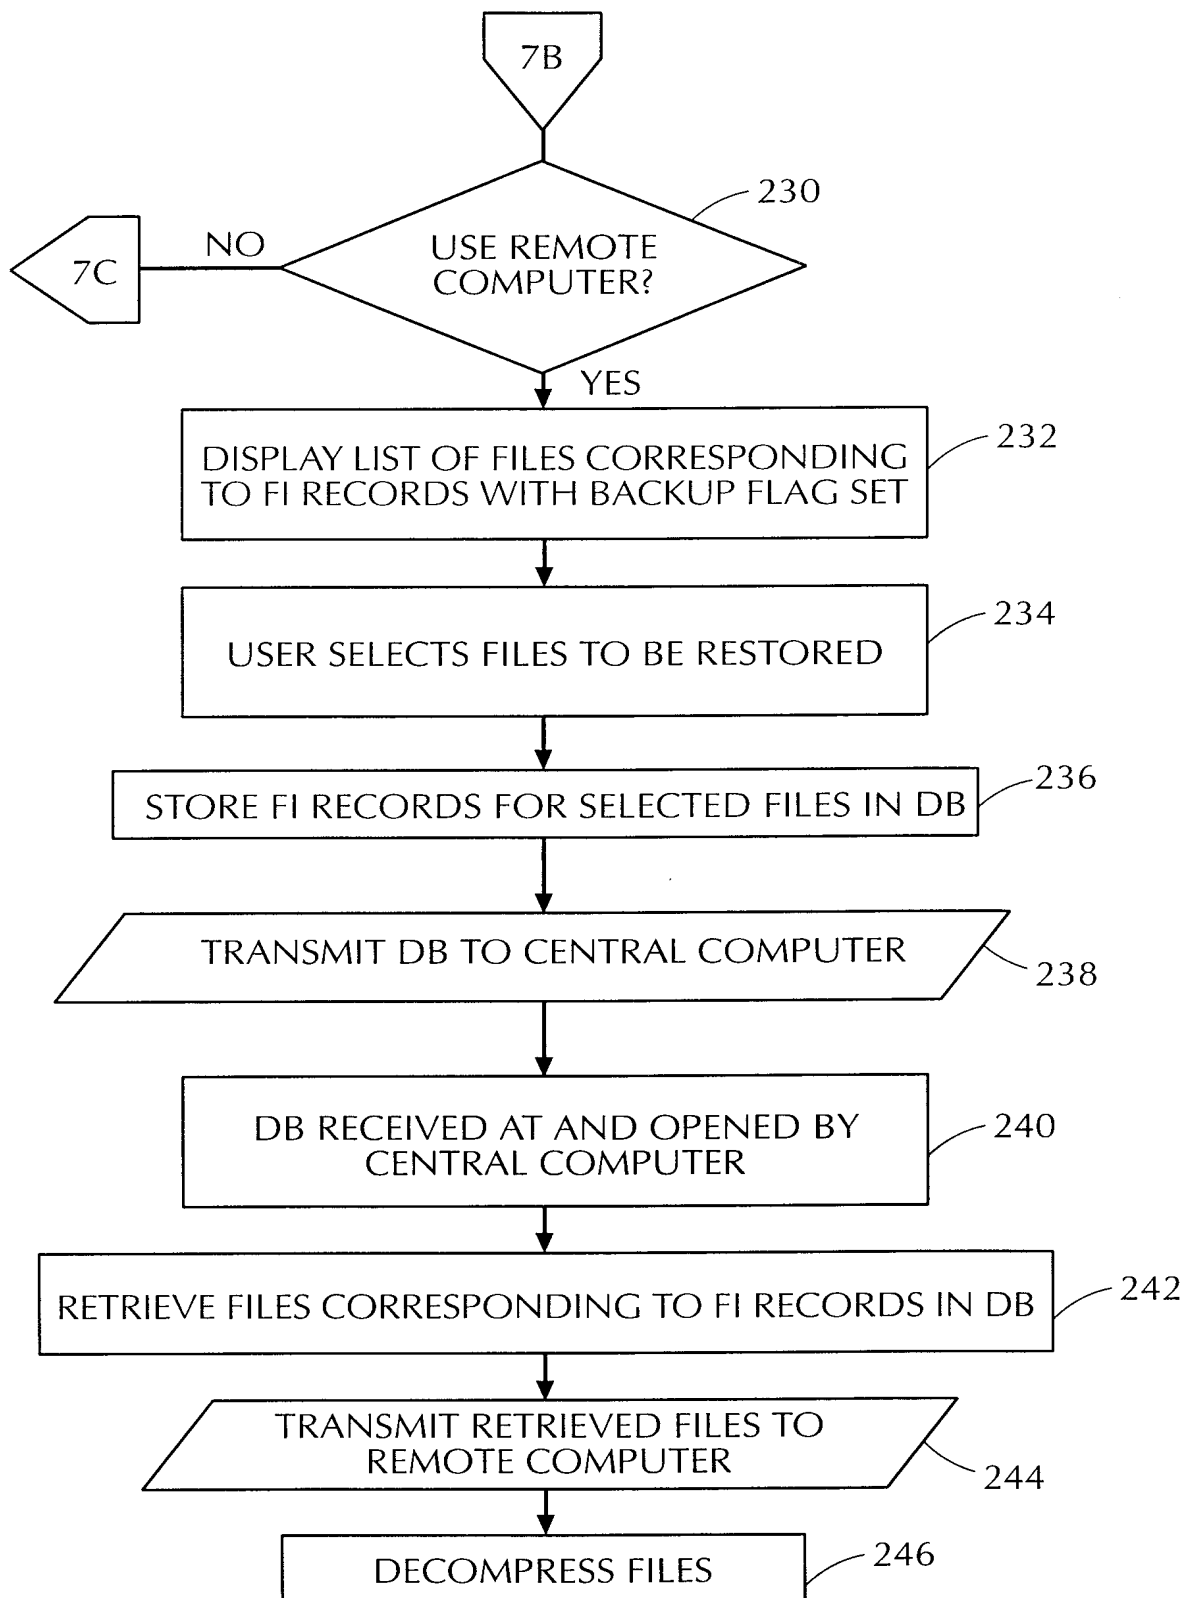 7B
230
USE REMOTE
COMPUTER?
NO
7C
YES
232
DISPLAY LIST OF FILES CORRESPONDING
TO FI RECORDS WITH BACKUP FLAG SET
234
USER SELECTS FILES TO BE RESTORED
236
STORE FI RECORDS FOR SELECTED FILES IN DB
TRANSMIT DB TO CENTRAL COMPUTER
238
DB RECEIVED AT AND OPENED BY
CENTRAL COMPUTER
240
RETRIEVE FILES CORRESPONDING TO FI RECORDS IN DB
242
TRANSMIT RETRIEVED FILES TO
REMOTE COMPUTER
244
DECOMPRESS FILES
246